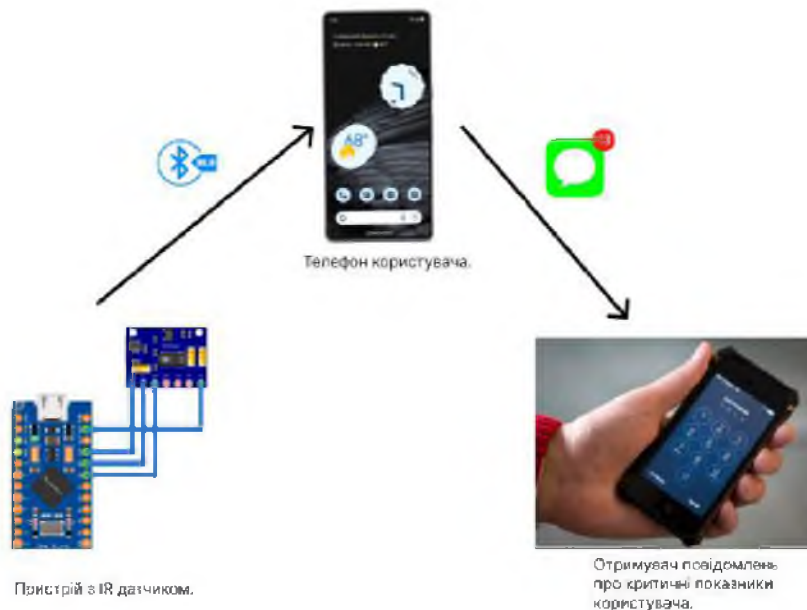 Телефон користувача.
Пристрій з IR датчиком.
Отримувач повідомлень
про критичні показники
користувача.